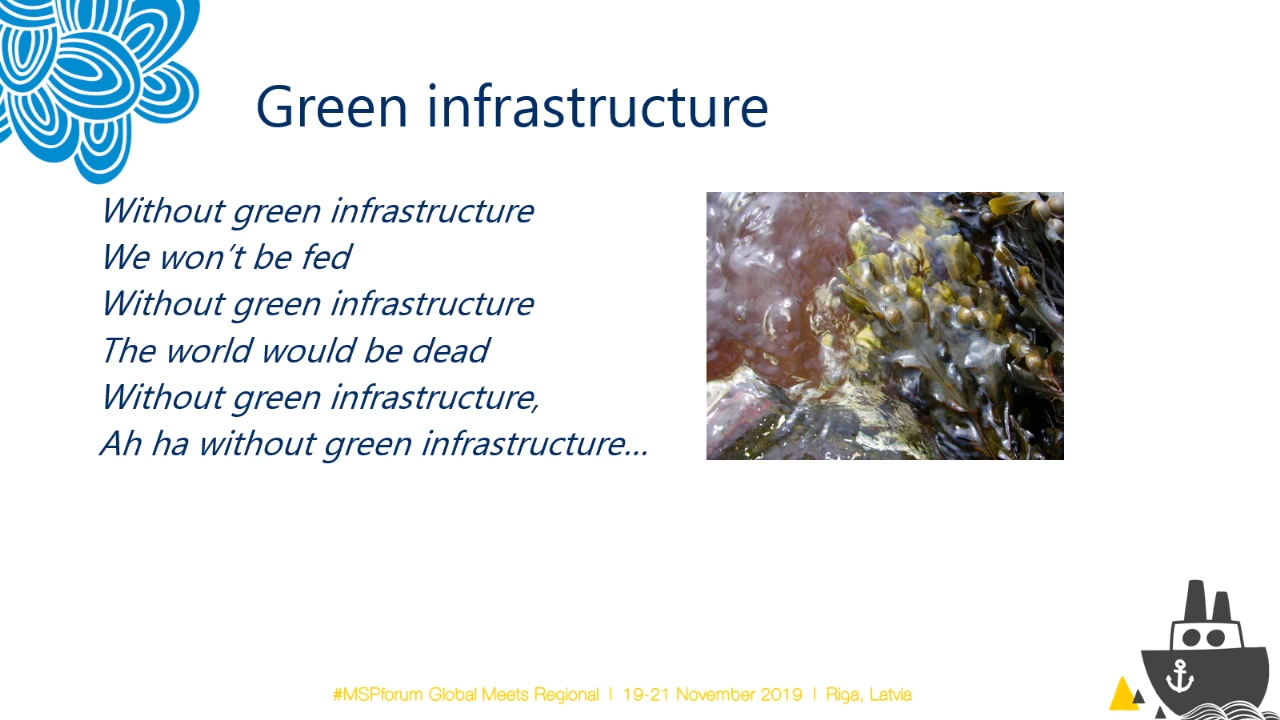 Green infrastructure
Without green infrastructure
We won’t be fed
Without green infrastructure
The world would be dead
Without green infrastructure,
Ah ha without green infrastructure...
#MSPforum Global Meets Regional | 19-21 November 2019 | Riga, Latvia